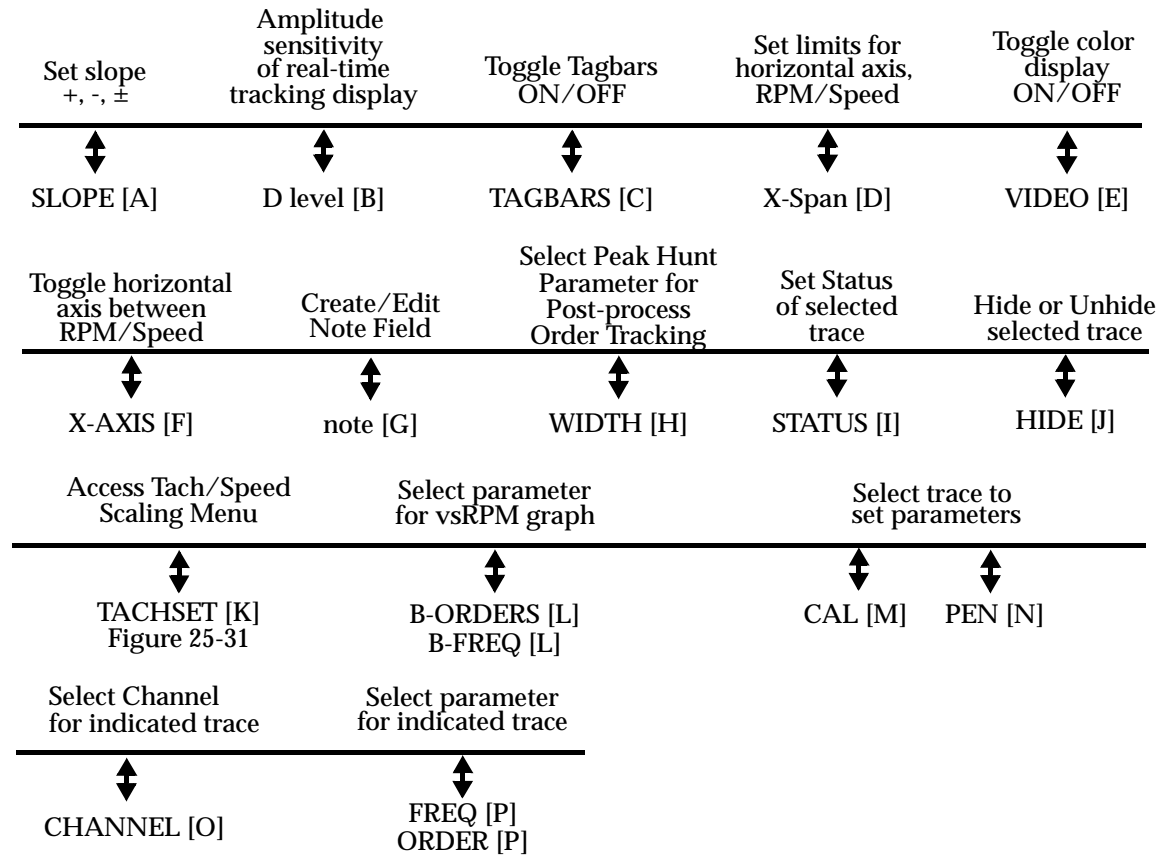 Set slope
+, -, ±
Amplitude
sensitivity
of real-time
tracking display
Toggle Tagbars
ON/OFF
Set limits for
horizontal axis,
RPM/Speed
Toggle color
display
ON/OFF
SLOPE [A]
D level [B]
TAGBARS [C]
X-Span [D]
VIDEO [E]
Toggle horizontal
axis between
RPM/Speed
Create/Edit
Note Field
Select Peak Hunt
Parameter for
Post-process
Order Tracking
Set Status
of selected
trace
Hide or Unhide
selected trace
X-AXIS [F]
note [G]
WIDTH [H]
STATUS [I]
HIDE [J]
Access Tach/Speed
Scaling Menu
Select parameter
for vsRPM graph
Select trace to
set parameters
TACHSET [K]
Figure 25-31
B-ORDERS [L]
B-FREQ [L]
CAL [M]
PEN [N]
Select Channel
for indicated trace
Select parameter
for indicated trace
CHANNEL [O]
FREQ [P]
ORDER [P]